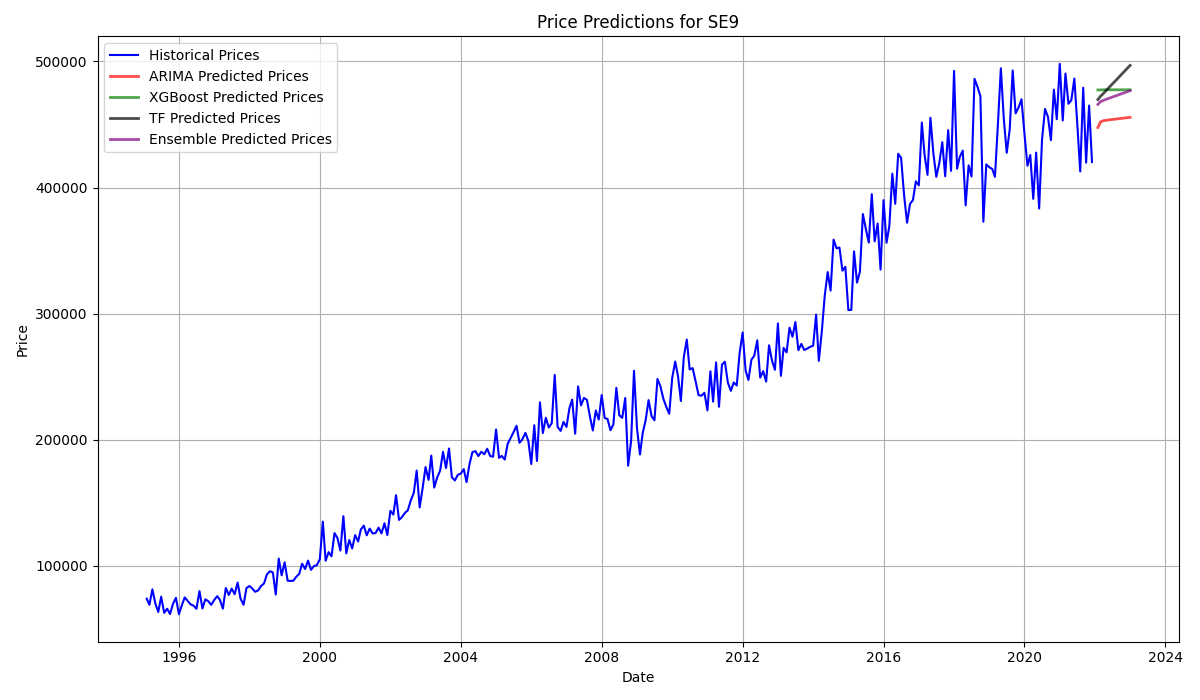 Price Predictions for SE9
Historical Prices
ARIMA Predicted Prices
XGBoost Predicted Prices
TF Predicted Prices
Ensemble Predicted Prices
500000
400000
300000
200000
100000
Price
1996 2000 2004 2008 2012 2016 2020 2024
Date